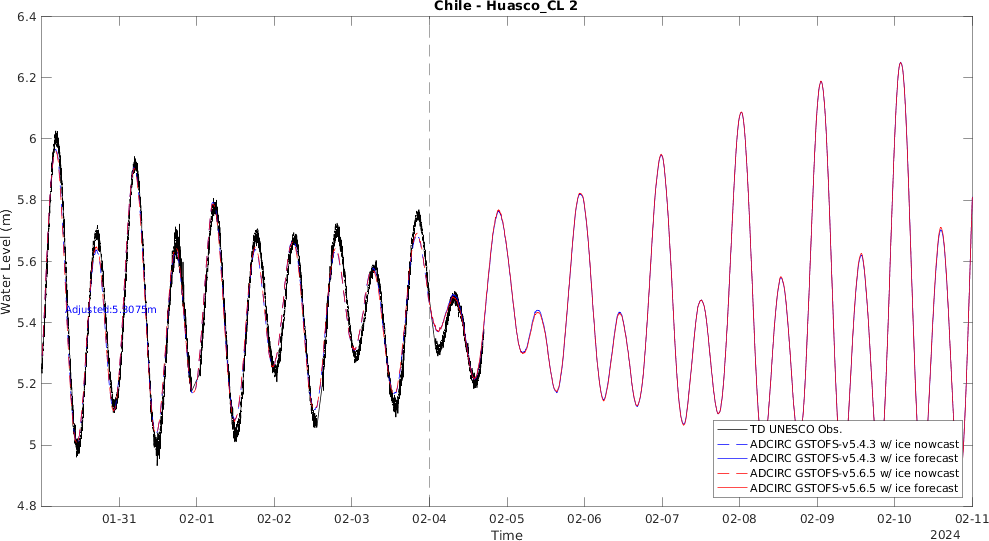 Chile - Huasco_CL 2
6.4
6.2
6
5.8
5.6
5.4
5.2
5
4.8
Water Level (m)
Adjusted:5.3075m
TD UNESCO Obs.
ADCIRC GSTOFS-v5.4.3 w/ ice nowcast
ADCIRC GSTOFS-v5.4.3 w/ ice forecast
ADCIRC GSTOFS-v5.6.5 w/ ice nowcast
ADCIRC GSTOFS-v5.6.5 w/ ice forecast
01-31 02-01 02-02 02-03 02-04 02-05 02-06 02-07 02-08 02-09 02-10 02-11
Time
2024